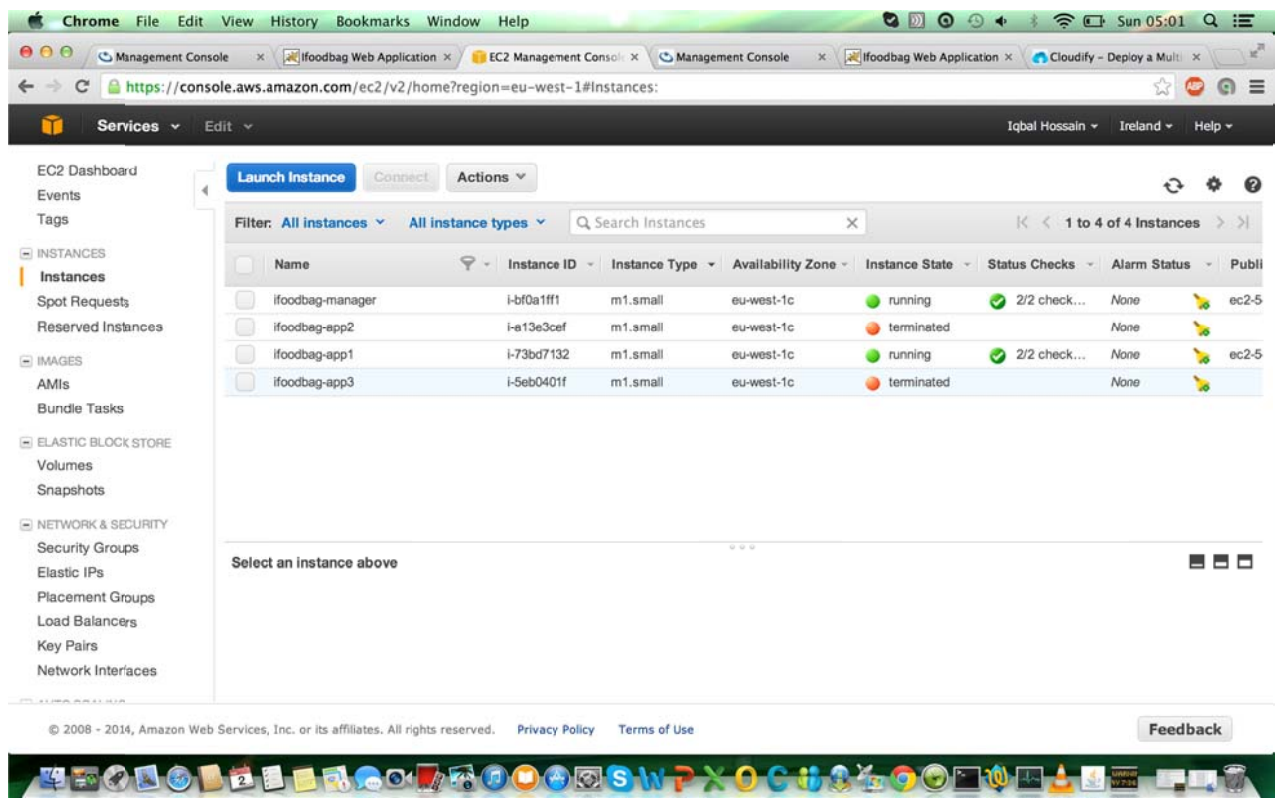 Chrome File Edit View History Bookmarks Window Help Sun 05:01
Management Console Ifoodbag Web Application EC2 Management Consol Management Console Ifoodbag Web Application Cloudify – Deploy a Multi
https://console.aws.amazon.com/ec2/v2/home?region=eu-west-1#Instances:
Services Edit Iqbal Hossain Ireland Help
EC2 Dashboard
Events
Tags
INSTANCES
Instances
Spot Requests
Reserved Instances
IMAGES
AMIs
Bundle Tasks
ELASTIC BLOCK STORE
Volumes
Snapshots
NETWORK & SECURITY
Security Groups
Elastic IPs
Placement Groups
Load Balancers
Key Pairs
Network Interfaces
Launch Instance Connect Actions
Filter: All instances All instance types Search Instances 1 to 4 of 4 Instances
Name Instance ID Instance Type Availability Zone Instance State Status Checks Alarm Status Publi
ifoodbag-manager i-bf0a1ff1 m1.small eu-west-1c running 2/2 check... None ec2-5
ifoodbag-app2 i-a13e3cef m1.small eu-west-1c terminated None
ifoodbag-app1 i-73bd7132 m1.small eu-west-1c running 2/2 check... None ec2-5
ifoodbag-app3 i-5eb0401f m1.small eu-west-1c terminated None
Select an instance above
© 2008 - 2014, Amazon Web Services, Inc. or its affiliates. All rights reserved. Privacy Policy Terms of Use Feedback